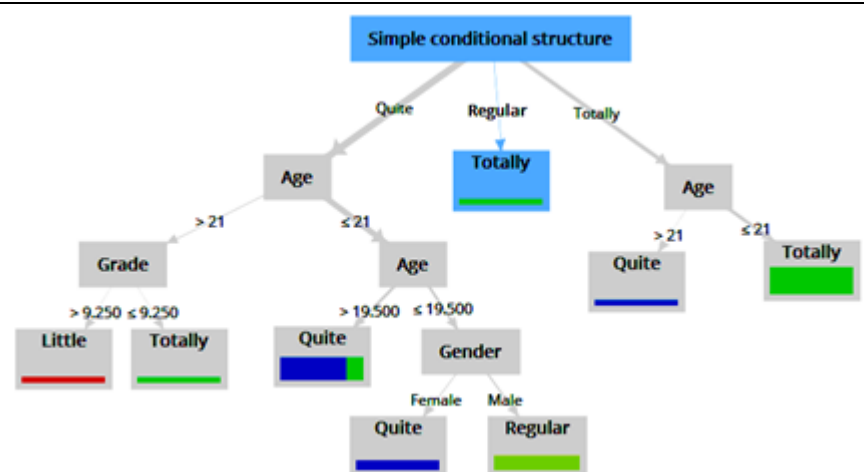 Simple conditional structure
Quite
Regular
Totally
Age
Totally
Age
> 21
≤ 21
> 21
≤ 21
Grade
Age
Quite
Totally
> 9.250
≤ 9.250
> 19.500
≤ 19.500
Little
Totally
Quite
Gender
Female
Male
Quite
Regular